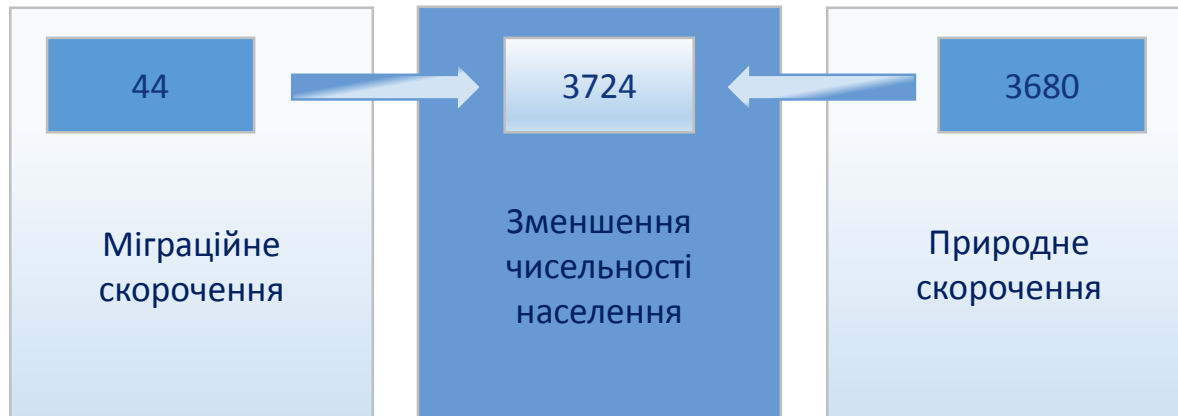 44
Міграційне
скорочення
3724
Зменшення
чисельності
населення
3680
Природне
скорочення